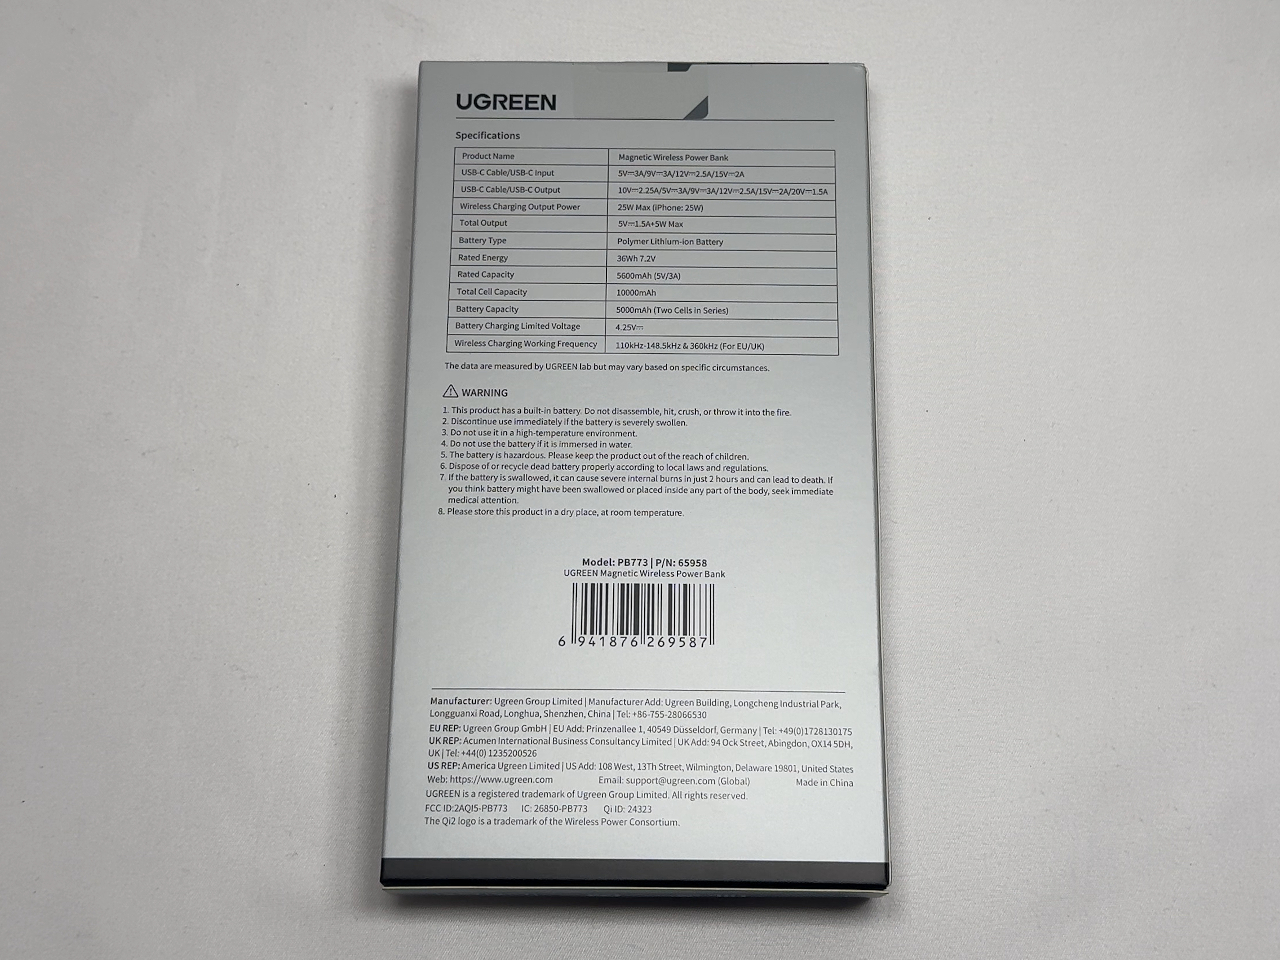 UGREEN
Specifications
Product Name Magnetic Wireless Power Bank
USB-C Cable/USB-C Input 5V⎓3A/9V⎓3A/12V⎓2.5A/15V⎓2A
USB-C Cable/USB-C Output 10V⎓2.25A/5V⎓3A/9V⎓3A/12V⎓2.5A/15V⎓2A/20V⎓1.5A
Wireless Charging Output Power 25W Max (iPhone: 25W)
Total Output 5V⎓1.5A+5W Max
Battery Type Polymer Lithium-ion Battery
Rated Energy 36Wh 7.2V
Rated Capacity 5600mAh (5V/3A)
Total Cell Capacity 10000mAh
Battery Capacity 5000mAh (Two Cells in Series)
Battery Charging Limited Voltage 4.25V⎓
Wireless Charging Working Frequency 110kHz-148.5kHz & 360kHz (For EU/UK)
The data are measured by UGREEN lab but may vary based on specific circumstances.
WARNING
1. This product has a built-in battery. Do not disassemble, hit, crush, or throw it into the fire.
2. Discontinue use immediately if the battery is severely swollen.
3. Do not use it in a high-temperature environment.
4. Do not use the battery if it is immersed in water.
5. The battery is hazardous. Please keep the product out of the reach of children.
6. Dispose of or recycle dead battery properly according to local laws and regulations.
7. If the battery is swallowed, it can cause severe internal burns in just 2 hours and can lead to death. If
you think battery might have been swallowed or placed inside any part of the body, seek immediate
medical attention.
8. Please store this product in a dry place, at room temperature.
Model: PB773 | P/N: 65958
UGREEN Magnetic Wireless Power Bank
6 941876 269587
Manufacturer: Ugreen Group Limited | Manufacturer Add: Ugreen Building, Longcheng Industrial Park,
Longguanxi Road, Longhua, Shenzhen, China | Tel: +86-755-28066530
EU REP: Ugreen Group GmbH | EU Add: Prinzenallee 1, 40549 Düsseldorf, Germany | Tel: +49(0)1728130175
UK REP: Acumen International Business Consultancy Limited | UK Add: 94 Ock Street, Abingdon, OX14 5DH,
UK | Tel: +44(0) 1235200526
US REP: America Ugreen Limited | US Add: 108 West, 13Th Street, Wilmington, Delaware 19801, United States
Web: https://www.ugreen.com Email: support@ugreen.com (Global) Made in China
UGREEN is a registered trademark of Ugreen Group Limited. All rights reserved.
FCC ID:2AQI5-PB773 IC: 26850-PB773 Qi ID: 24323
The Qi2 logo is a trademark of the Wireless Power Consortium.